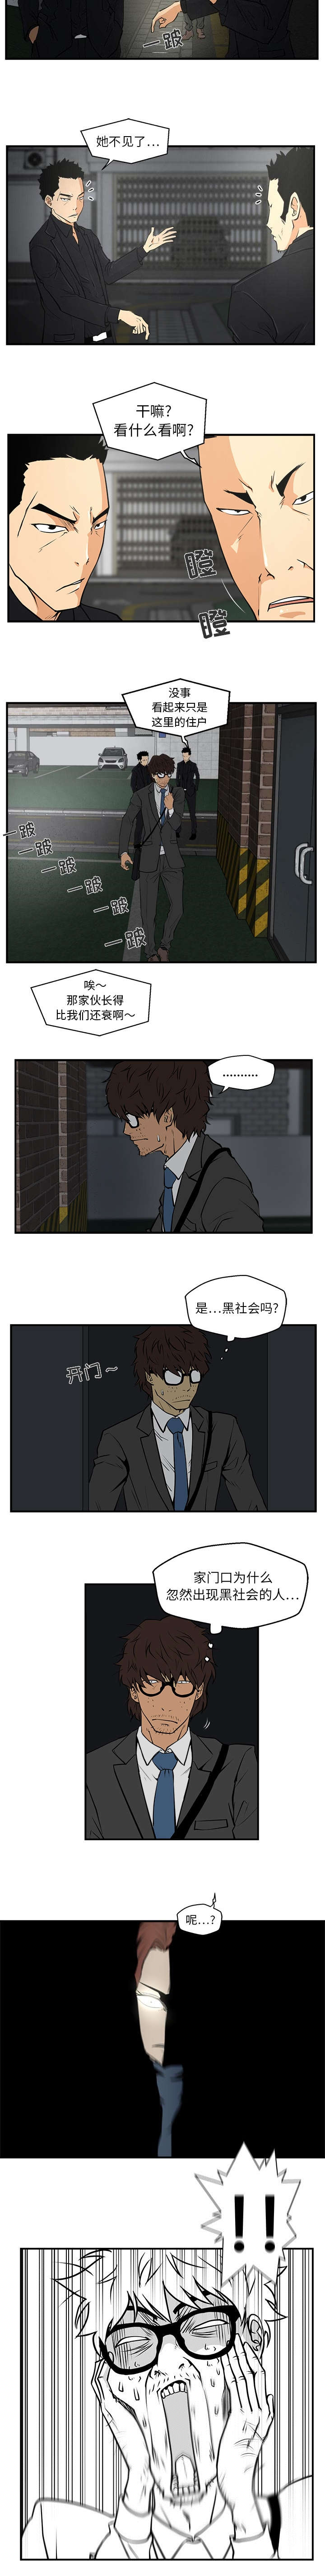 一跛
她不见了...
干嘛?
看什么看啊?
瞪
瞪
没事
看起来只是
这里的住户
一跛
一跛
一跛
一跛
一跛
一跛
唉～
那家伙长得
比我们还衰啊～
..........
是...黑社会吗?
开门～
家门口为什么
忽然出现黑社会的人...
呢...?
!!